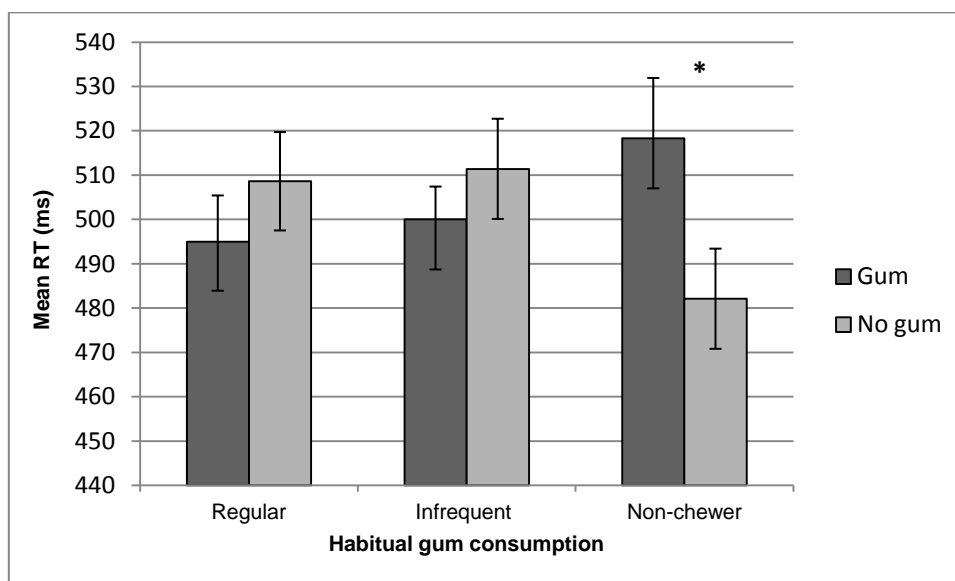 540
530
520
510
500
490
480
470
460
450
440
Mean RT (ms)
*
Regular Infrequent Non-chewer
Habitual gum consumption
Gum
No gum